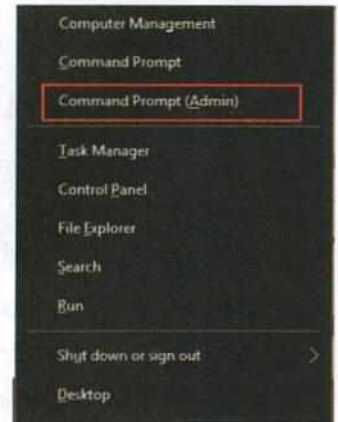 Computer Management
Command Prompt
Command Prompt (Admin)
Task Manager
Control Panel
File Explorer
Search
Run
Shut down or sign out
Desktop